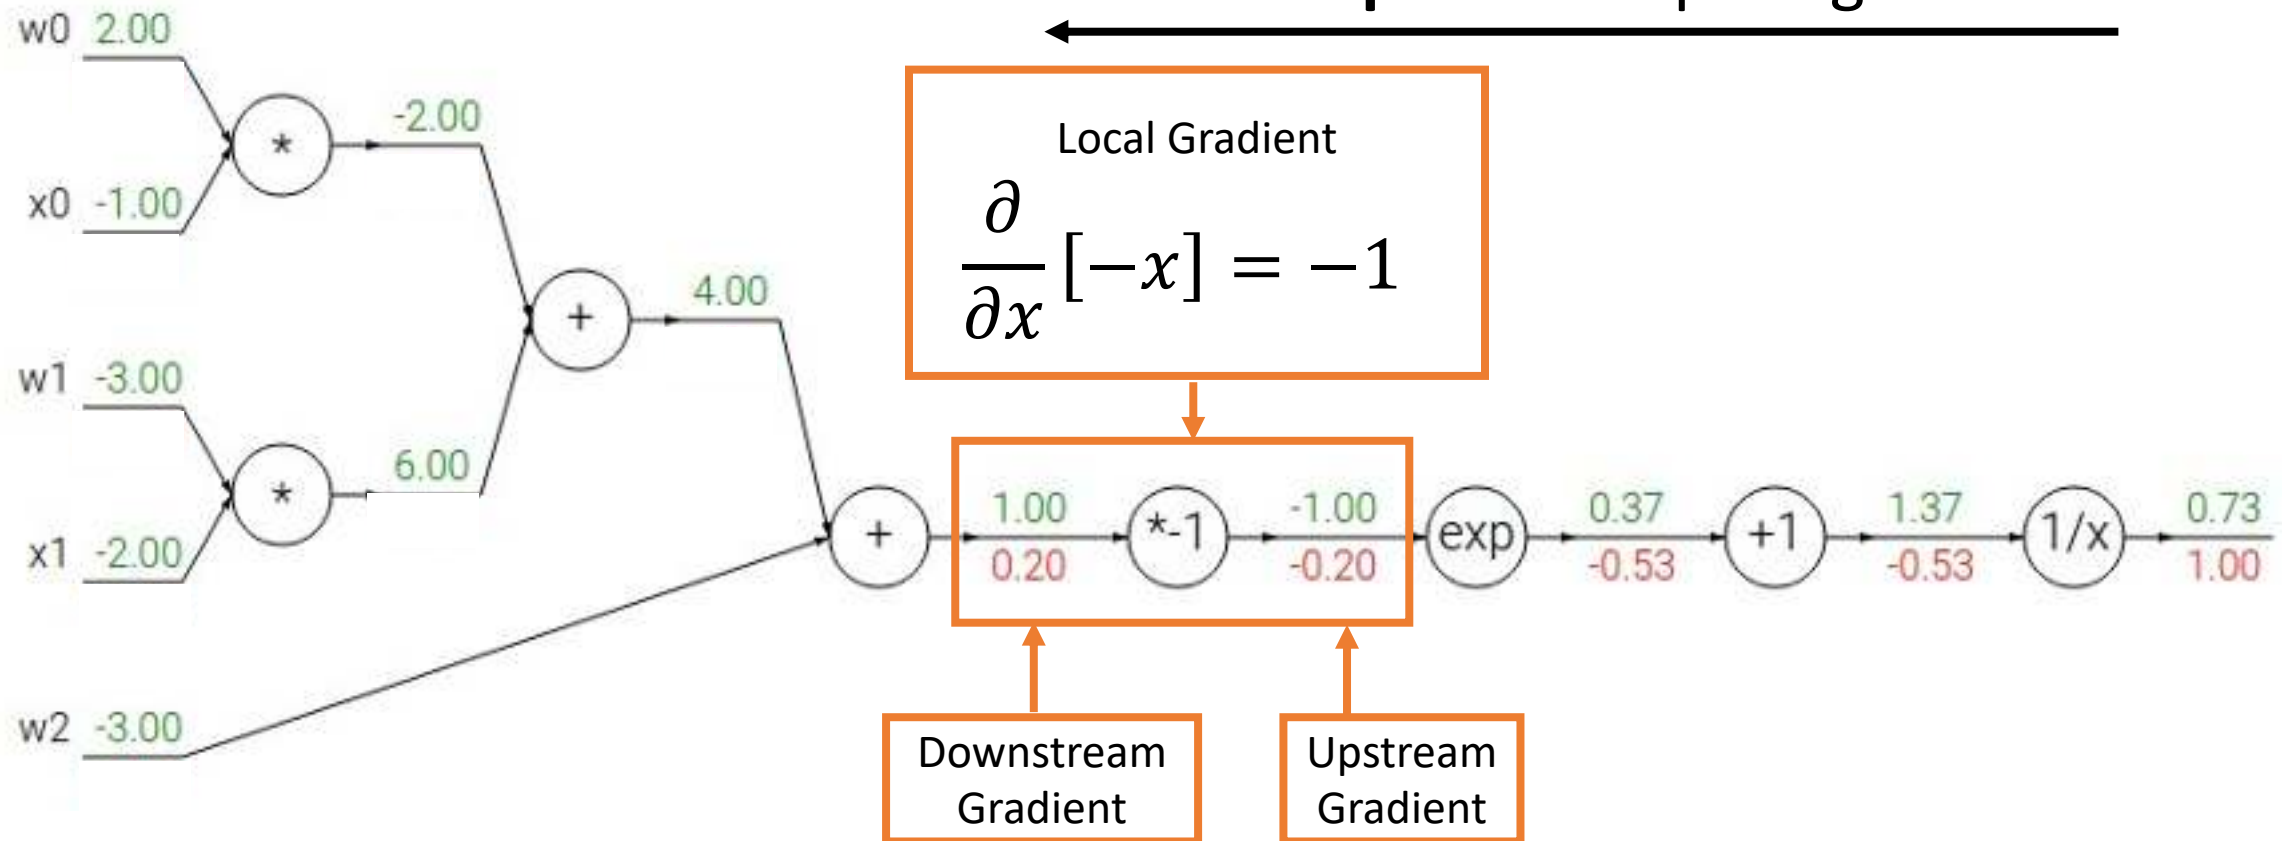 w0 2.00
-2.00
*
x0 -1.00
Local Gradient
∂/∂x [−x] = −1
4.00
+
w1 -3.00
6.00
*
x1 -2.00
1.00 -1.00 0.37 1.37 0.73
+ *-1 exp +1 1/x
0.20 -0.20 -0.53 -0.53 1.00
w2 -3.00
Downstream
Gradient
Upstream
Gradient